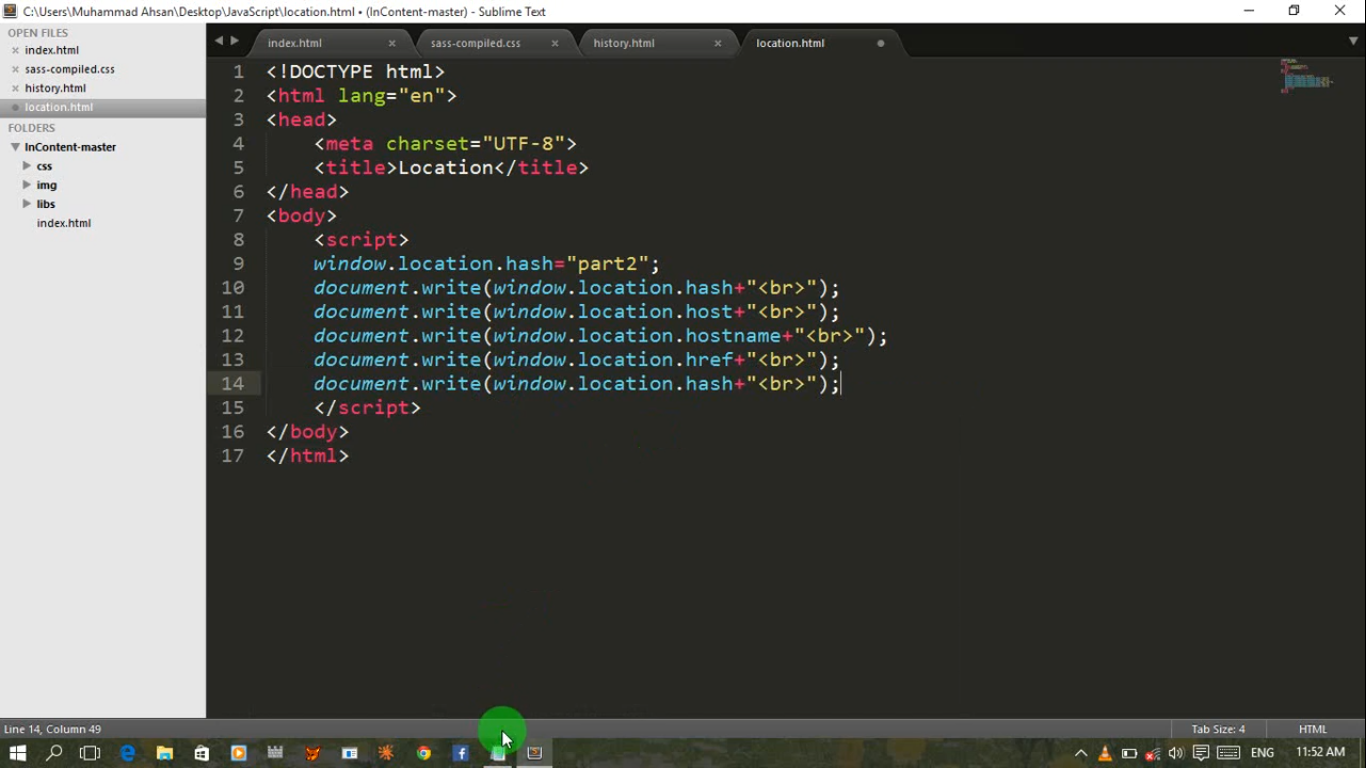 C:\Users\Muhammad Ahsan\Desktop\JavaScript\location.html • (InContent-master) - Sublime Text
OPEN FILES
index.html
sass-compiled.css
history.html
location.html
FOLDERS
InContent-master
css
img
libs
index.html
index.html
sass-compiled.css
history.html
location.html
1 <!DOCTYPE html>
2 <html lang="en">
3 <head>
4 <meta charset="UTF-8">
5 <title>Location</title>
6 </head>
7 <body>
8 <script>
9 window.location.hash="part2";
10 document.write(window.location.hash+"<br>");
11 document.write(window.location.host+"<br>");
12 document.write(window.location.hostname+"<br>");
13 document.write(window.location.href+"<br>");
14 document.write(window.location.hash+"<br>");
15 </script>
16 </body>
17 </html>
Line 14, Column 49
Tab Size: 4
HTML
ENG
11:52 AM